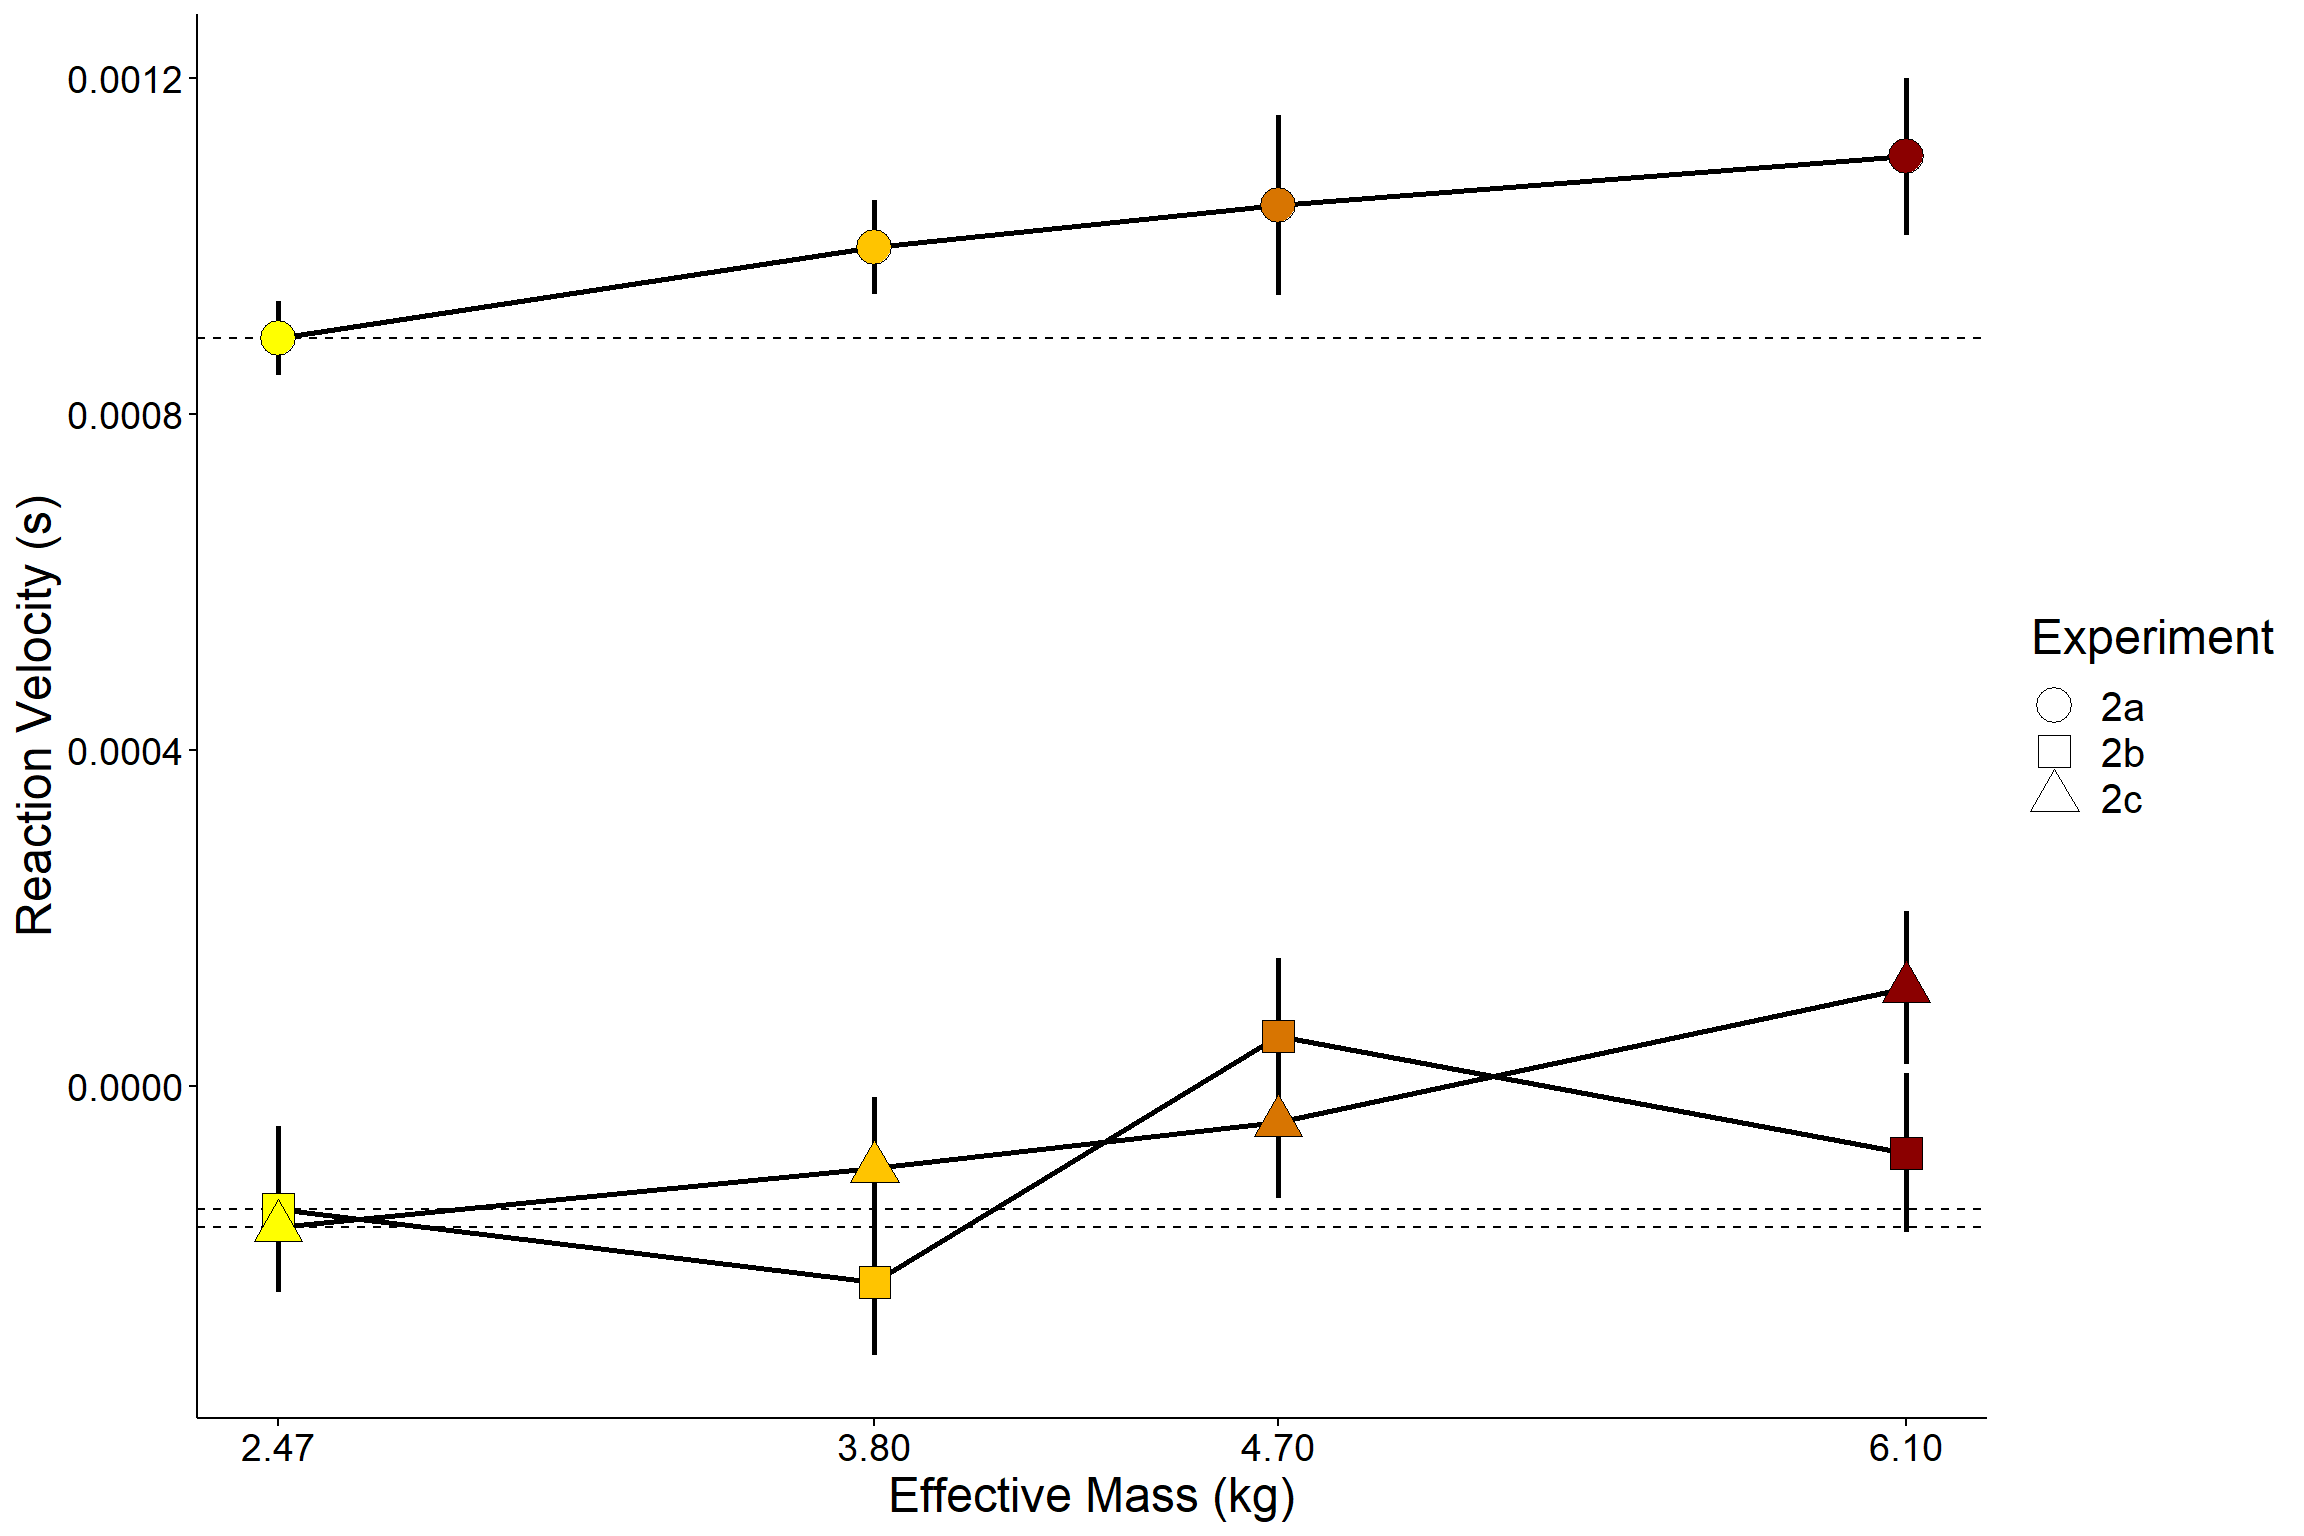 0.0012
0.0008
0.0004
0.0000
Reaction Velocity (s)
2.47
3.80
4.70
6.10
Effective Mass (kg)
Experiment
2a
2b
2c